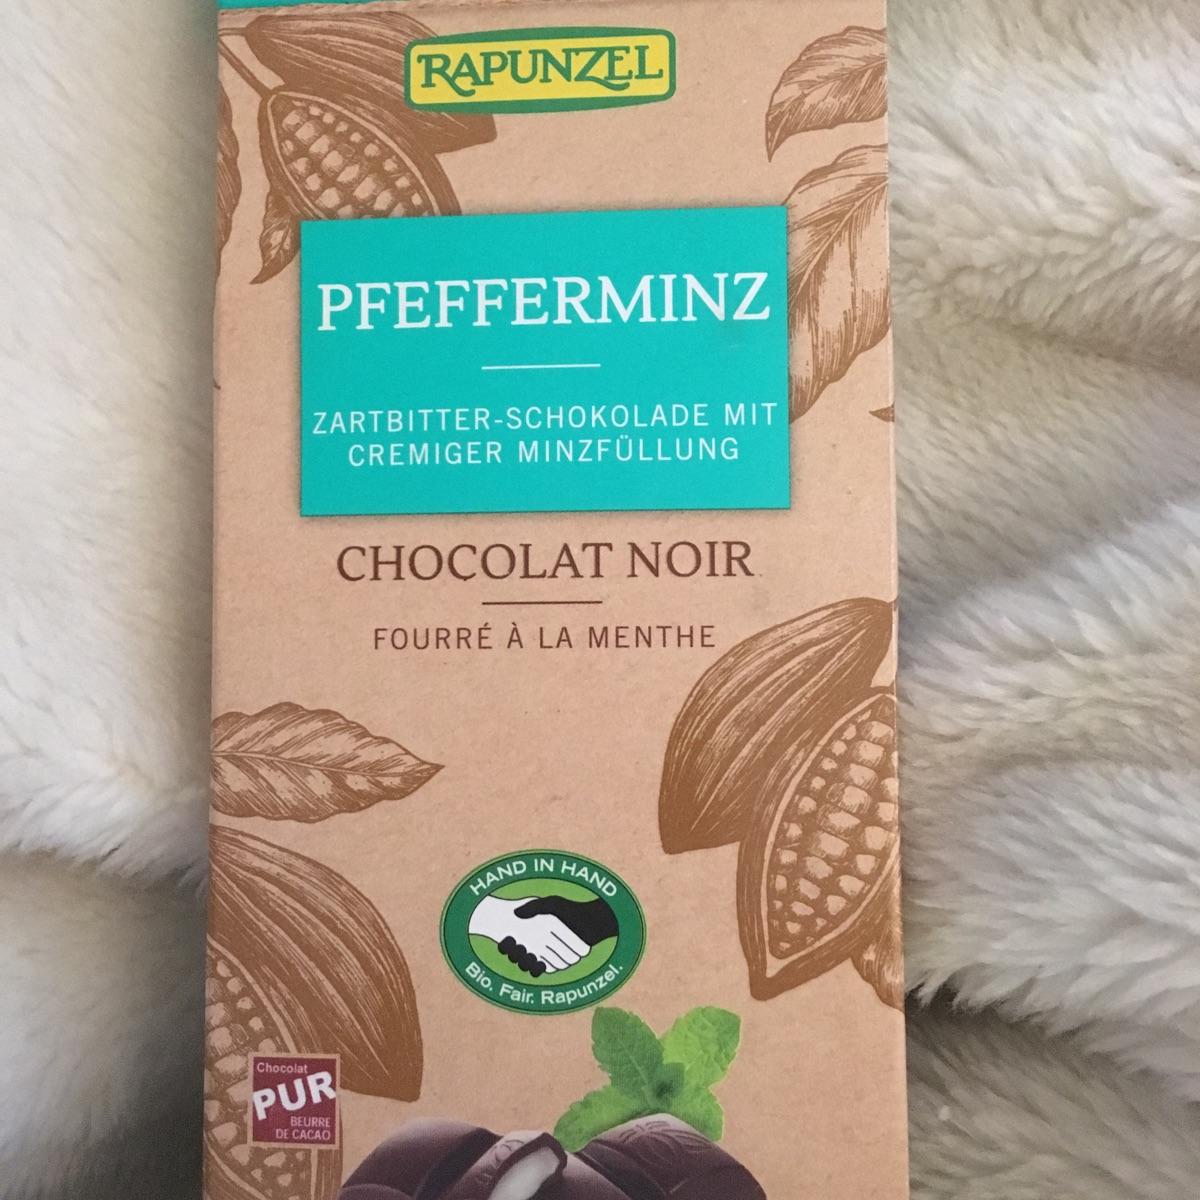 RAPUNZEL
PFEFFERMINZ
ZARTBITTER-SCHOKOLADE MIT
CREMIGER MINZFÜLLUNG
CHOCOLAT NOIR
FOURRÉ À LA MENTHE
HAND IN HAND
Bio. Fair. Rapunzel.
Chocolat
PUR
BEURRE
DE CACAO